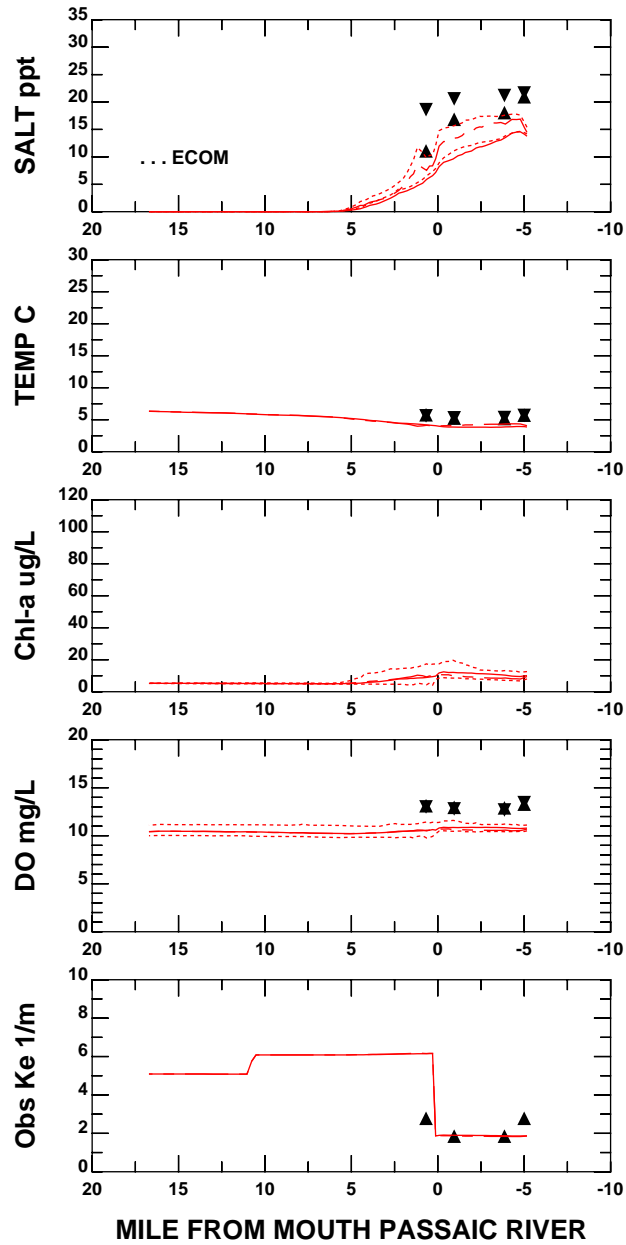 SALT ppt
35
30
25
20
15
10
5
0
. . . ECOM
20 15 10 5 0 -5 -10
TEMP C
30
25
20
15
10
5
0
20 15 10 5 0 -5 -10
Chl-a ug/L
120
100
80
60
40
20
0
20 15 10 5 0 -5 -10
DO mg/L
20
15
10
5
0
20 15 10 5 0 -5 -10
Obs Ke 1/m
10
8
6
4
2
0
20 15 10 5 0 -5 -10
MILE FROM MOUTH PASSAIC RIVER